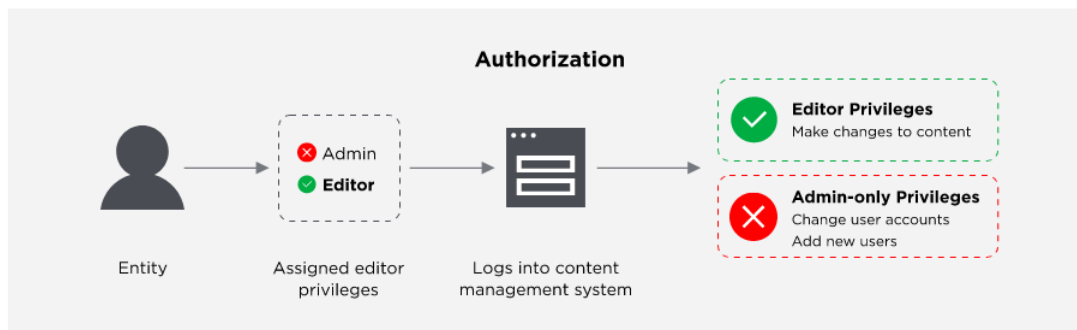 Authorization
Admin
Editor
Editor Privileges
Make changes to content
Admin-only Privileges
Change user accounts
Add new users
Entity
Assigned editor
privileges
Logs into content
management system